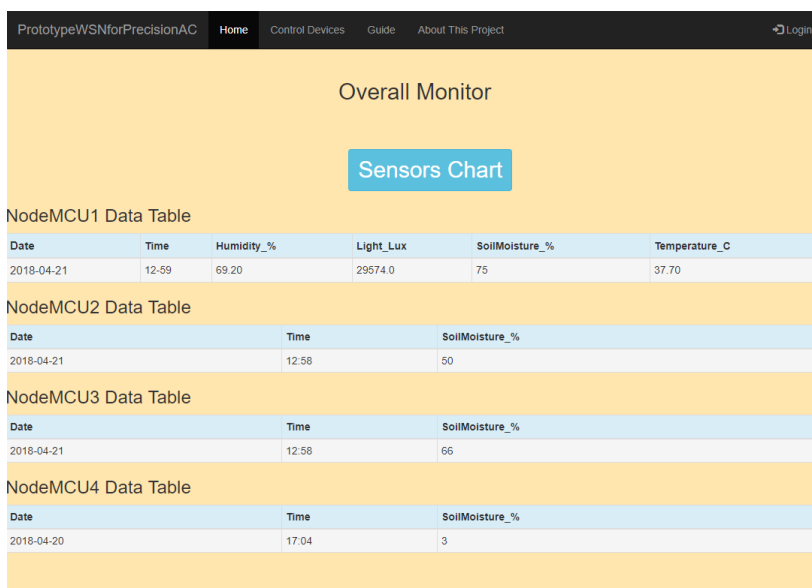 PrototypeWSNforPrecisionAC Home Control Devices Guide About This Project Login
Overall Monitor
Sensors Chart
NodeMCU1 Data Table
Date Time Humidity_% Light_Lux SoilMoisture_% Temperature_C
2018-04-21 12-59 69.20 29574.0 75 37.70
NodeMCU2 Data Table
Date Time SoilMoisture_%
2018-04-21 12:58 50
NodeMCU3 Data Table
Date Time SoilMoisture_%
2018-04-21 12:58 66
NodeMCU4 Data Table
Date Time SoilMoisture_%
2018-04-20 17:04 3